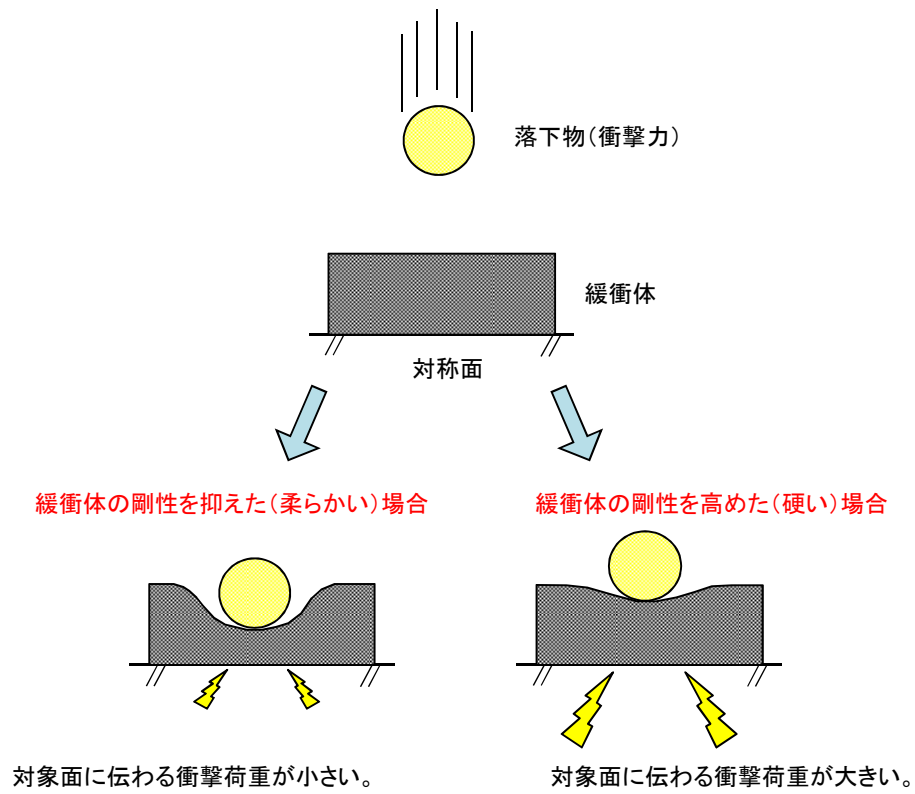 落下物(衝撃力)
緩衝体
対称面
緩衝体の剛性を抑えた(柔らかい)場合
緩衝体の剛性を高めた(硬い)場合
対象面に伝わる衝撃荷重が小さい。
対象面に伝わる衝撃荷重が大きい。